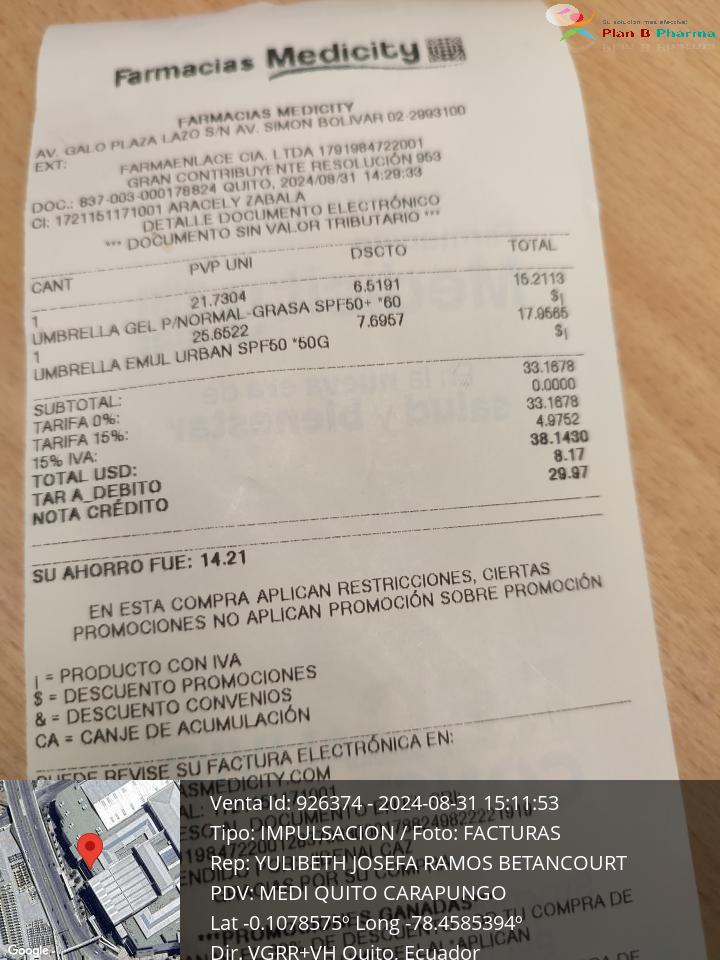 Su solución más efectiva!
Plan B Pharma
Farmacias Medicity
FARMACIAS MEDICITY
AV. GALO PLAZA LAZO S/N AV. SIMON BOLIVAR 02-2993100
EXT:
FARMAENLACE CIA. LTDA 1791984722001
GRAN CONTRIBUYENTE RESOLUCIÓN 953
DOC.: 837-003-000178824 QUITO, 2024/08/31 14:29:33
CI: 1721151171001 ARACELY ZABALA
DETALLE DOCUMENTO ELECTRÓNICO
*** DOCUMENTO SIN VALOR TRIBUTARIO ***
CANT PVP UNI DSCTO TOTAL
1 21.7304 6.5191 15.2113
UMBRELLA GEL P/NORMAL-GRASA SPF50+ *60 $|
1 25.6522 7.6957 17.9565
UMBRELLA EMUL URBAN SPF50 *50G $|
SUBTOTAL: 33.1678
TARIFA 0%: 0.0000
TARIFA 15%: 33.1678
15% IVA: 4.9752
TOTAL USD: 38.1430
TAR A_DEBITO 8.17
NOTA CRÉDITO 29.97
SU AHORRO FUE: 14.21
EN ESTA COMPRA APLICAN RESTRICCIONES, CIERTAS
PROMOCIONES NO APLICAN PROMOCIÓN SOBRE PROMOCIÓN
| = PRODUCTO CON IVA
$ = DESCUENTO PROMOCIONES
& = DESCUENTO CONVENIOS
CA = CANJE DE ACUMULACIÓN
PUEDE REVISE SU FACTURA ELECTRÓNICA EN:
Venta Id: 926374 - 2024-08-31 15:11:53
Tipo: IMPULSACION / Foto: FACTURAS
Rep: YULIBETH JOSEFA RAMOS BETANCOURT
PDV: MEDI QUITO CARAPUNGO
Lat -0.1078575º Long -78.4585394º
Dir. VGRR+VH Quito, Ecuador
Google